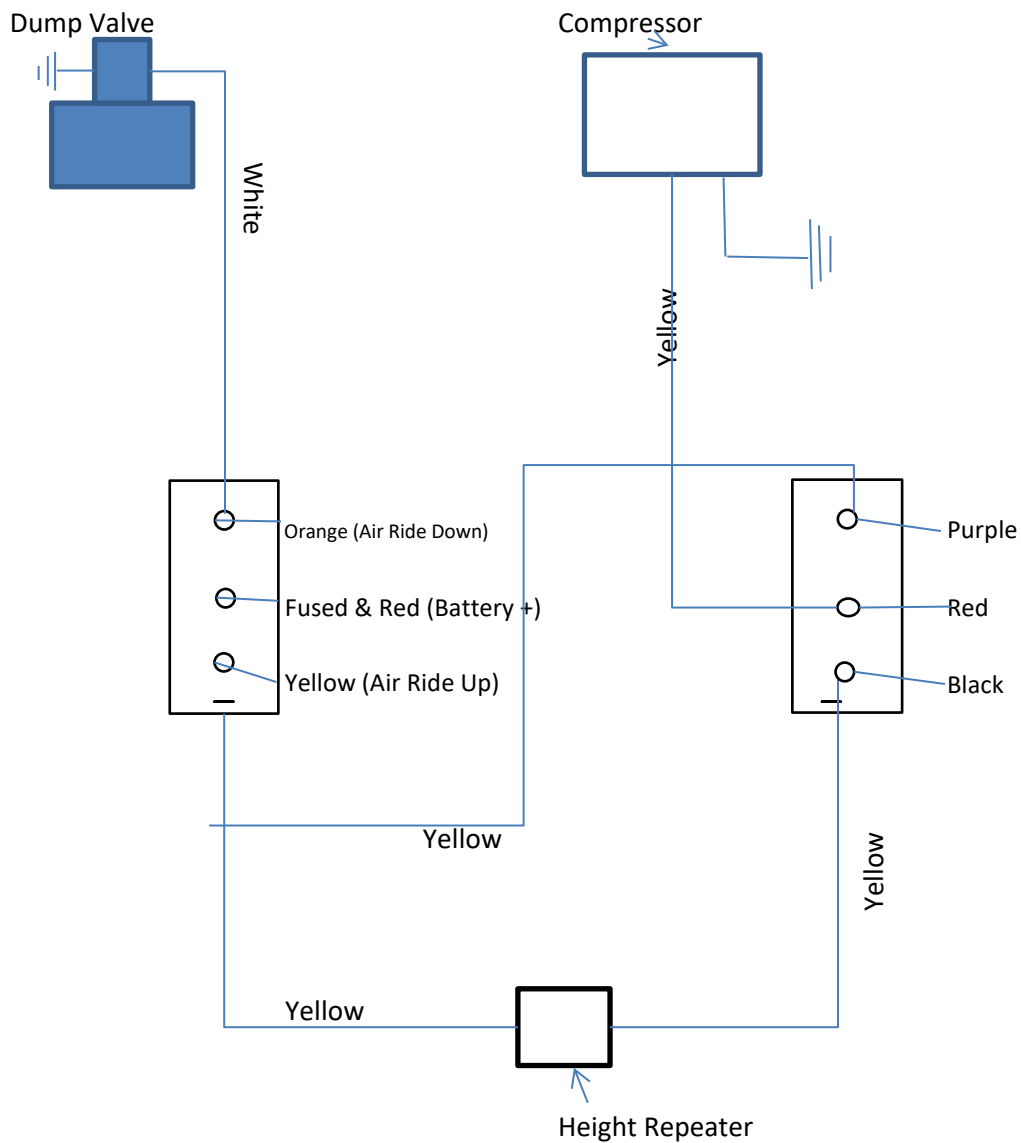 Dump Valve
Compressor
White
Yellow
Orange (Air Ride Down)
Purple
Fused & Red (Battery +)
Red
Yellow (Air Ride Up)
Black
Yellow
Yellow
Yellow
Height Repeater